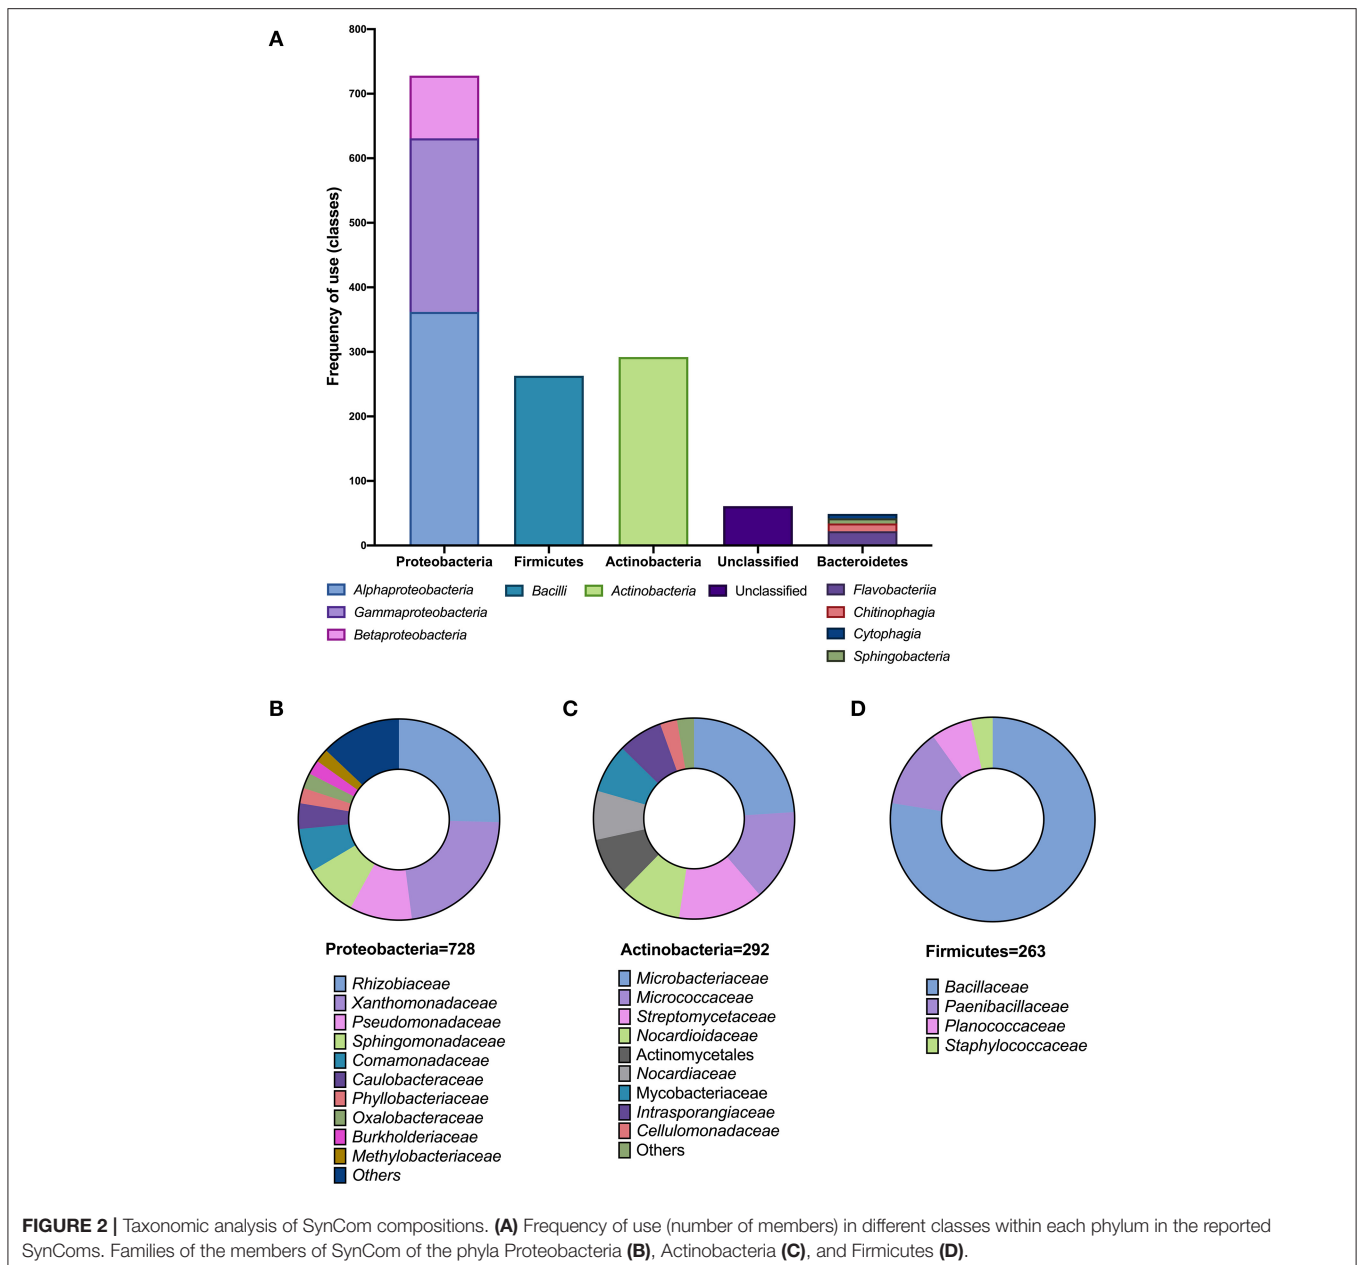 A
800
700
600
500
400
300
200
100
0
Frequency of use (classes)
Proteobacteria Firmicutes Actinobacteria Unclassified Bacteroidetes
Alphaproteobacteria
Gammaproteobacteria
Betaproteobacteria
Bacilli
Actinobacteria
Unclassified
Flavobacteriia
Chitinophagia
Cytophagia
Sphingobacteria
B
Proteobacteria=728
Rhizobiaceae
Xanthomonadaceae
Pseudomonadaceae
Sphingomonadaceae
Comamonadaceae
Caulobacteraceae
Phyllobacteriaceae
Oxalobacteraceae
Burkholderiaceae
Methylobacteriaceae
Others
C
Actinobacteria=292
Microbacteriaceae
Micrococcaceae
Streptomycetaceae
Nocardioidaceae
Actinomycetales
Nocardiaceae
Mycobacteriaceae
Intrasporangiaceae
Cellulomonadaceae
Others
D
Firmicutes=263
Bacillaceae
Paenibacillaceae
Planococcaceae
Staphylococcaceae
FIGURE 2 | Taxonomic analysis of SynCom compositions. (A) Frequency of use (number of members) in different classes within each phylum in the reported
SynComs. Families of the members of SynCom of the phyla Proteobacteria (B), Actinobacteria (C), and Firmicutes (D).